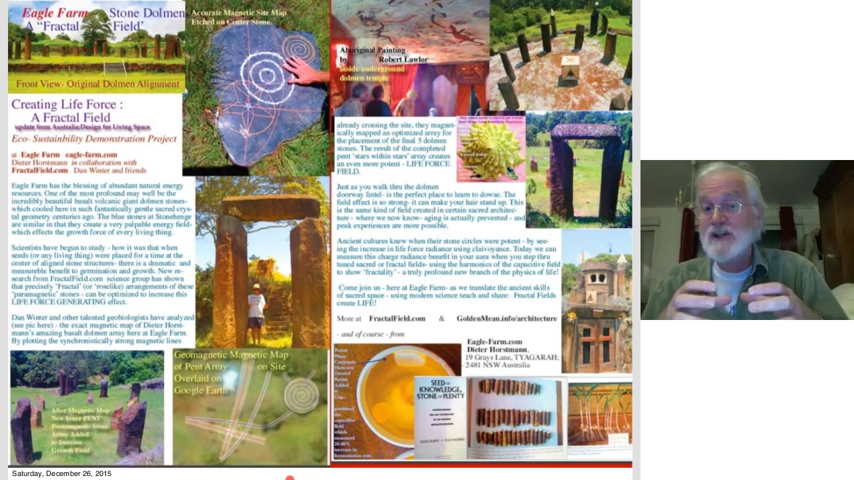 Eagle Farm Stone Dolmen
A "Fractal Field'
Front View- Original Dolmen Alignment
Creating Life Force :
A Fractal Field
update from Australia:Design for Living Space
Eco- Sustainbility Demonstration Project
at Eagle Farm eagle-farm.com
Dieter Horstmann in collaboration with
FractalField.com Dan Winter and friends
Eagle Farm has the blessing of abundant natural energy
resources. One of the most profound may well be the
incredibly beautiful basalt volcanic giant dolmen stones-
which cooled here in such fantastically gentle sacred crys-
tal geometry centuries ago. The blue stones at Stonehenge
are similar in that they create a very palpable energy field-
which effects the growth force of every living thing.
Scientists have begun to study - how it was that when
seeds (or any living thing) were placed for a time at the
center of aligned stone structures- there is a dramatic and
measureable benefit to germination and growth. New re-
search from FractalField.com science group has shown
that precisely 'Fractal' (or 'roselike) arrangements of these
'paramagnetic' stones - can be optimized to increase this
LIFE FORCE GENERATING effect.
Dan Winter and other talented geobiologists have analyzed
(see pic here) - the exact magnetic map of Dieter Horst-
mann's amazing basalt dolmen array here at Eagle Farm.
By plotting the synchronistically strong magnetic lines
After Magnetic Map
New Inner PENT
Paramagnetic Stone
Array Added
to Increase
Growth Field
Accurate Magnetic Site Map
Etched on Center Stone
Geomagnetic Magnetic Map
of Pent Array on Site
Overlaid on
Google Earth
Aboriginal Painting
by Robert Lawlor
Inside underground
dolmen temple
already crossing the site, they magnet-
ically mapped an optimized array for
the placement of the final 5 dolmen
stones. The result of the completed
pent 'stars within stars' array creates
an even more potent - LIFE FORCE
FIELD.
Just as you walk thru the dolmen
doorway lintel- is the perfect place to learn to dowse. The
field effect is so strong- it can make your hair stand up. This
is the same kind of field created in certain sacred architec-
ture - where we now know- aging is actually prevented - and
peak experiences are more possible.
Ancient cultures knew when their stone circles were potent - by see-
ing the increase in life force radiance using clairvoyance. Today we can
measure this charge radiance benefit in your aura when you step thru
tuned sacred or fractal fields- using the harmonics of the capacitive field
to show 'fractality' - a truly profound new branch of the physics of life!
Come join us - here at Eagle Farm- as we translate the ancient skills
of sacred space - using modern science teach and share: Fractal Fields
create LIFE!
More at FractalField.com & GoldenMean.info/architecture
- and of course - from
Eagle-Farm.com
Dieter Horstmann,
19 Grays Lane, TYAGARAH;
2481 NSW Australia
SEED of
KNOWLEDGE,
STONE of PLENTY
Saturday, December 26, 2015